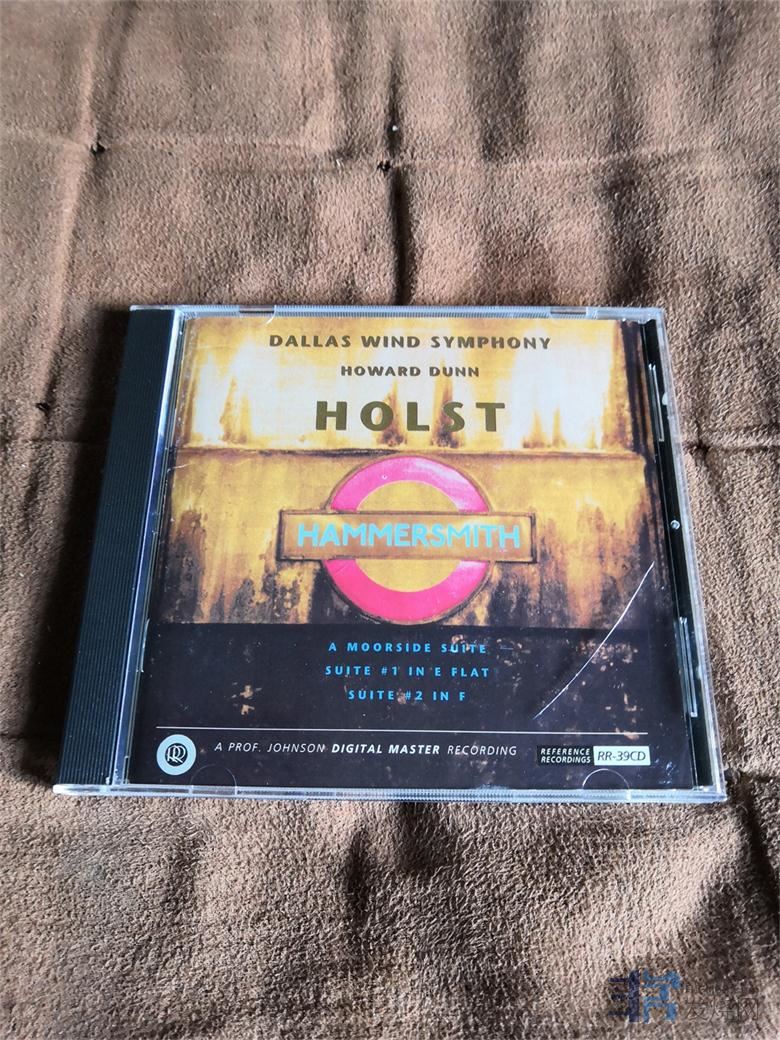 DALLAS WIND SYMPHONY
HOWARD DUNN
HOLST
HAMMERSMITH
A MOORSIDE SUITE
SUITE #1 IN E FLAT
SUITE #2 IN F
A PROF. JOHNSON DIGITAL MASTER RECORDING
REFERENCE
RECORDINGS
RR-39CD